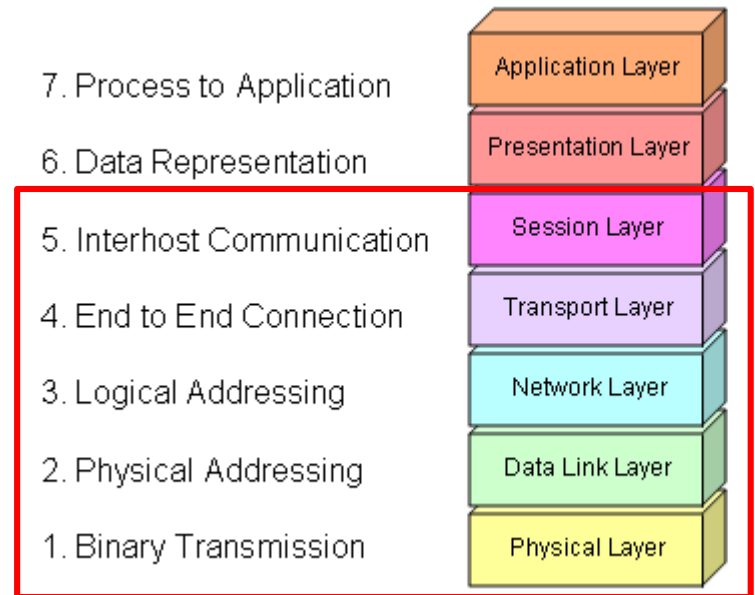 7. Process to Application
Application Layer
6. Data Representation
Presentation Layer
5. Interhost Communication
Session Layer
4. End to End Connection
Transport Layer
3. Logical Addressing
Network Layer
2. Physical Addressing
Data Link Layer
1. Binary Transmission
Physical Layer